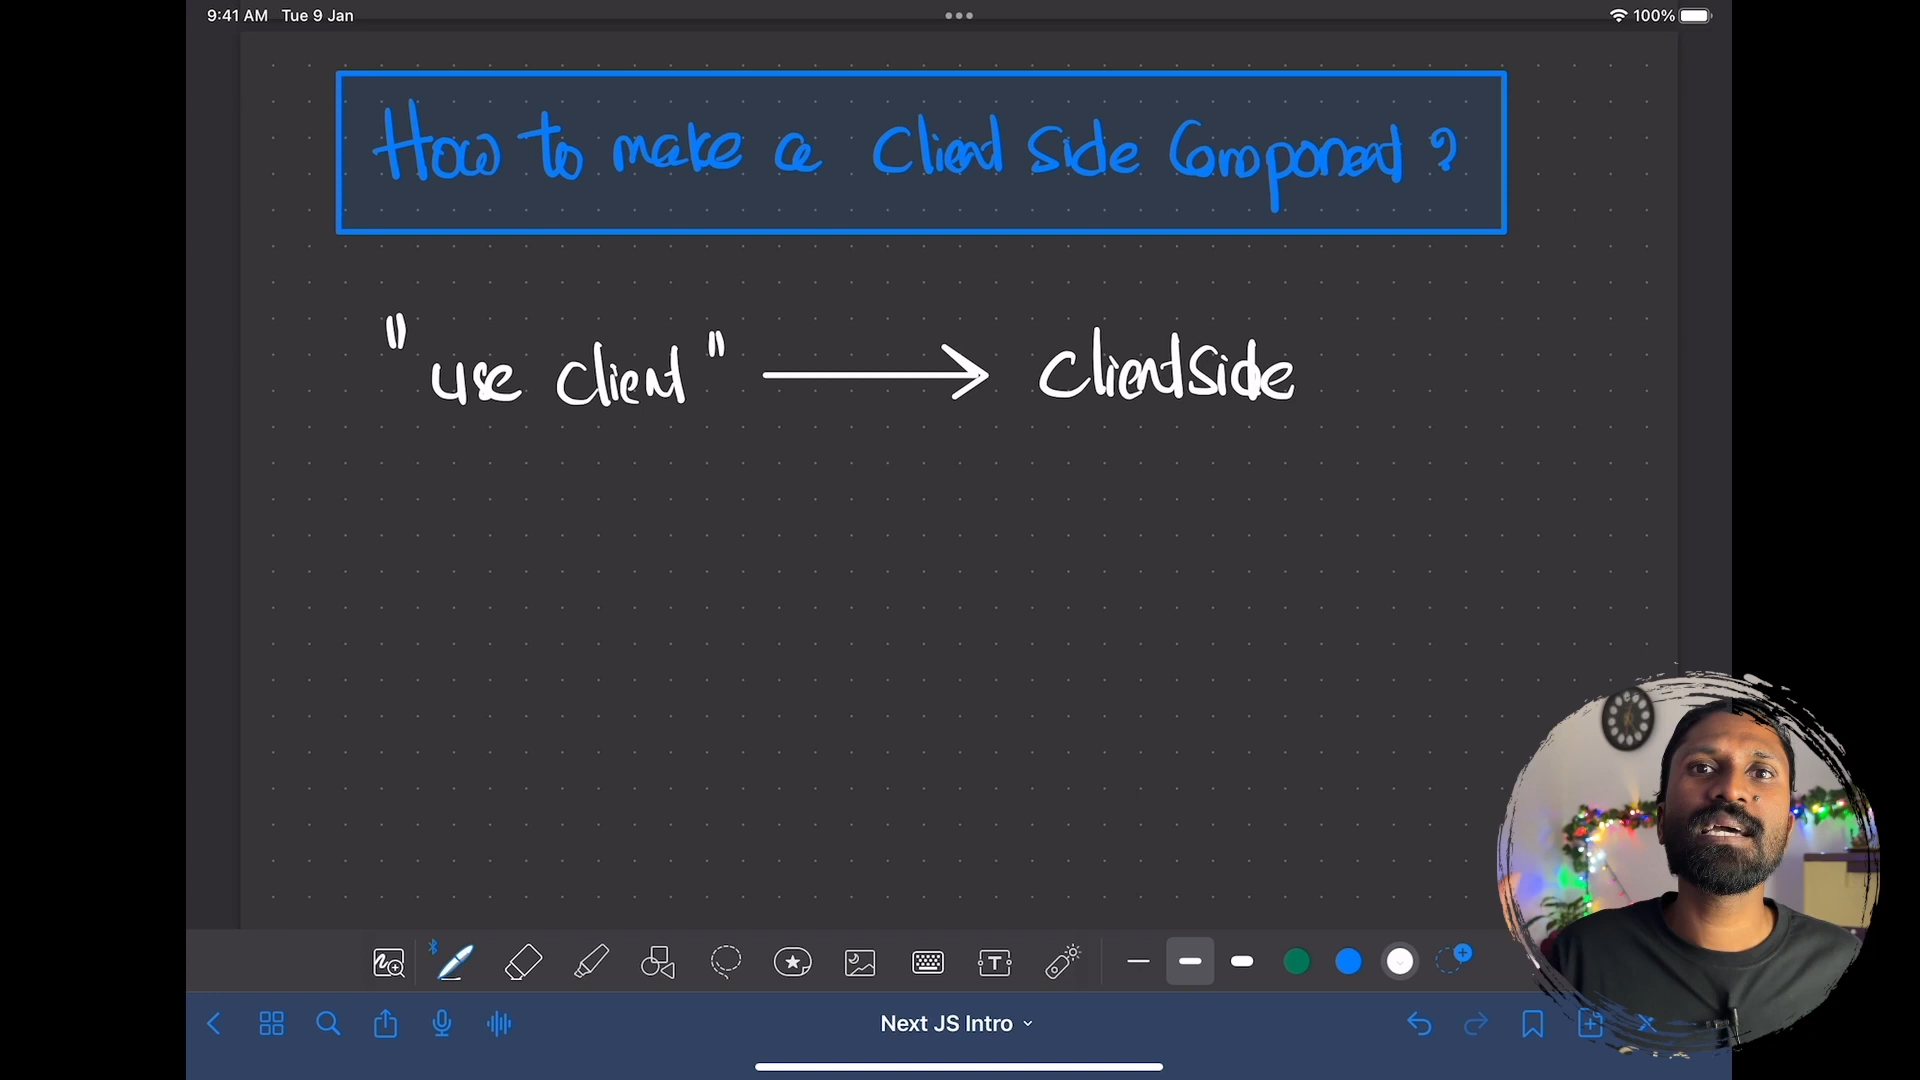 9:41 AM Tue 9 Jan
100%
How to make a Client Side Component ?
"use client" → Clientside
T
Next JS Intro